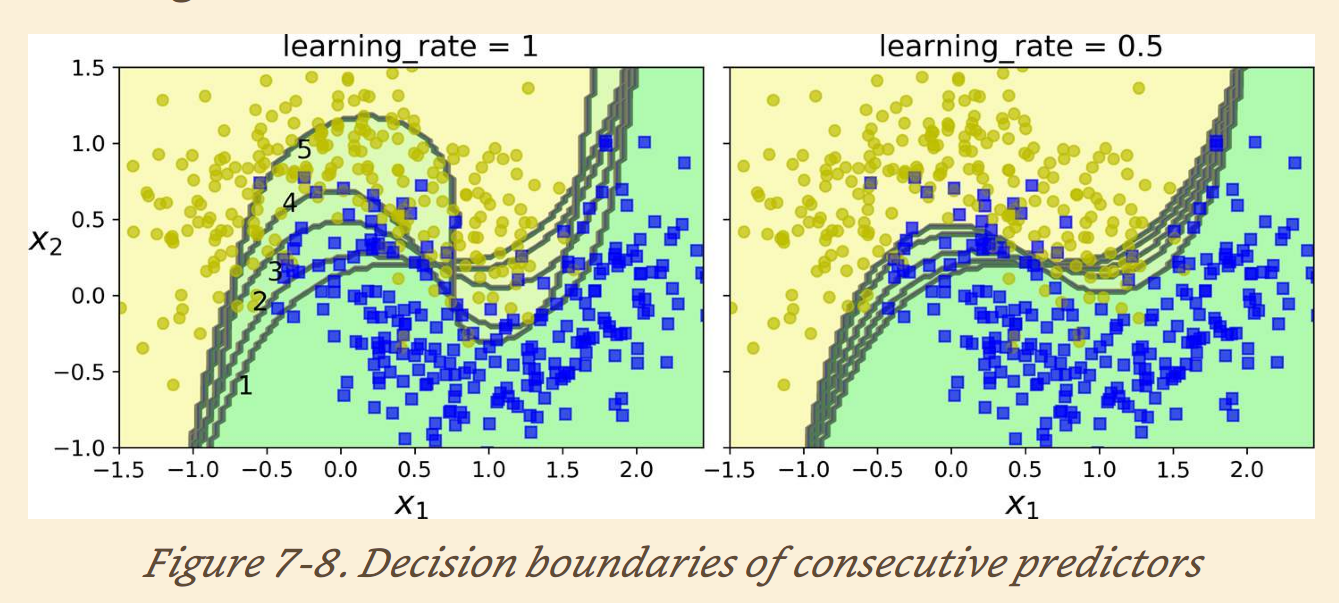 learning_rate = 1
learning_rate = 0.5
1.5
1.0
0.5
0.0
−0.5
−1.0
x₂
5
4
3
2
1
−1.5 −1.0 −0.5 0.0 0.5 1.0 1.5 2.0
−1.5 −1.0 −0.5 0.0 0.5 1.0 1.5 2.0
x₁
x₁
Figure 7-8. Decision boundaries of consecutive predictors